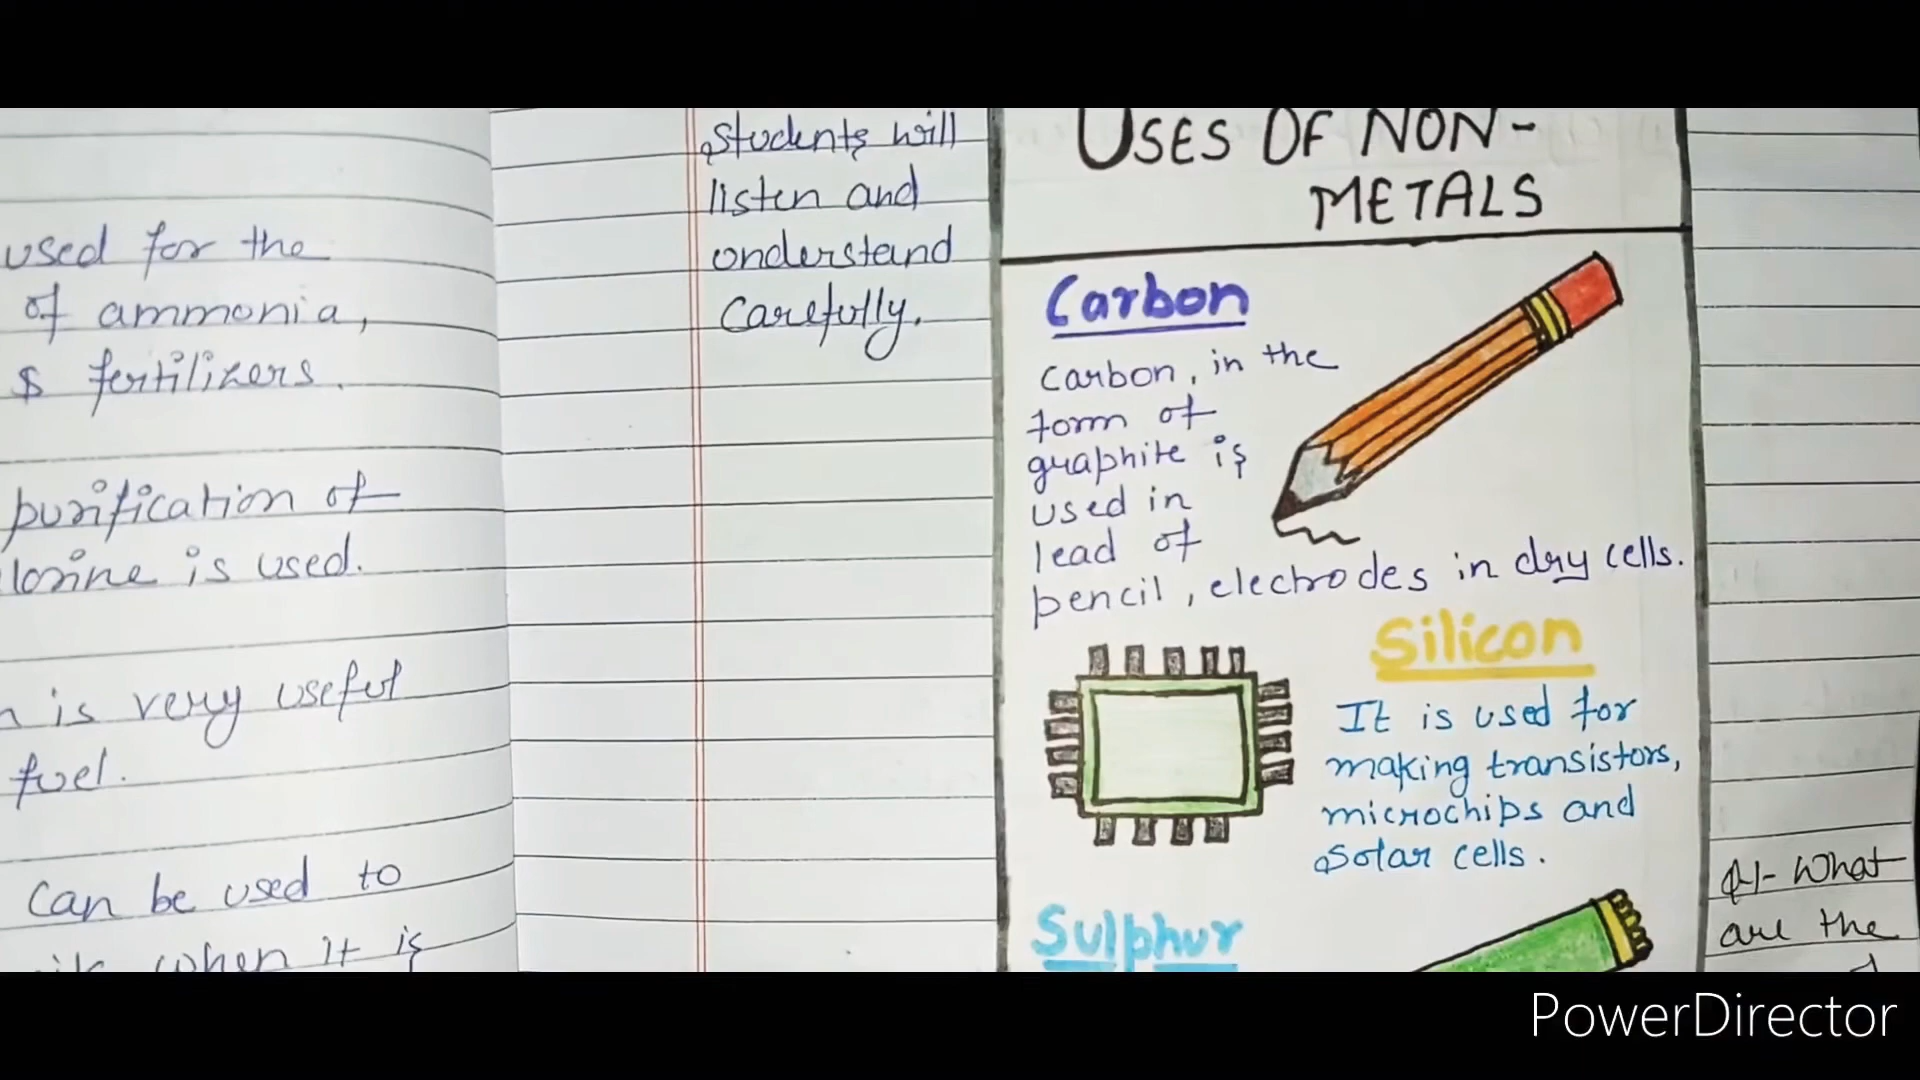 used for the
of ammonia,
$ fertilizers.
purification of
lorine is used.
is very useful
fuel.
can be used to
when it is
students will
listen and
understand
carefully.
USES OF NON-
METALS
Carbon
carbon, in the
form of
graphite is
used in
lead of
pencil, electrodes in dry cells.
Silicon
It is used for
making transistors,
microchips and
solar cells.
Sulphur
Q1- What
are the
PowerDirector